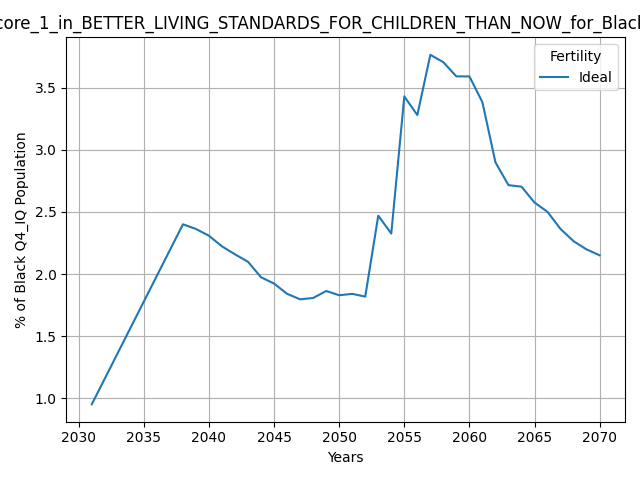 core_1_in_BETTER_LIVING_STANDARDS_FOR_CHILDREN_THAN_NOW_for_Black
Fertility
Ideal
% of Black Q4_IQ Population
3.5
3.0
2.5
2.0
1.5
1.0
2030 2035 2040 2045 2050 2055 2060 2065 2070
Years